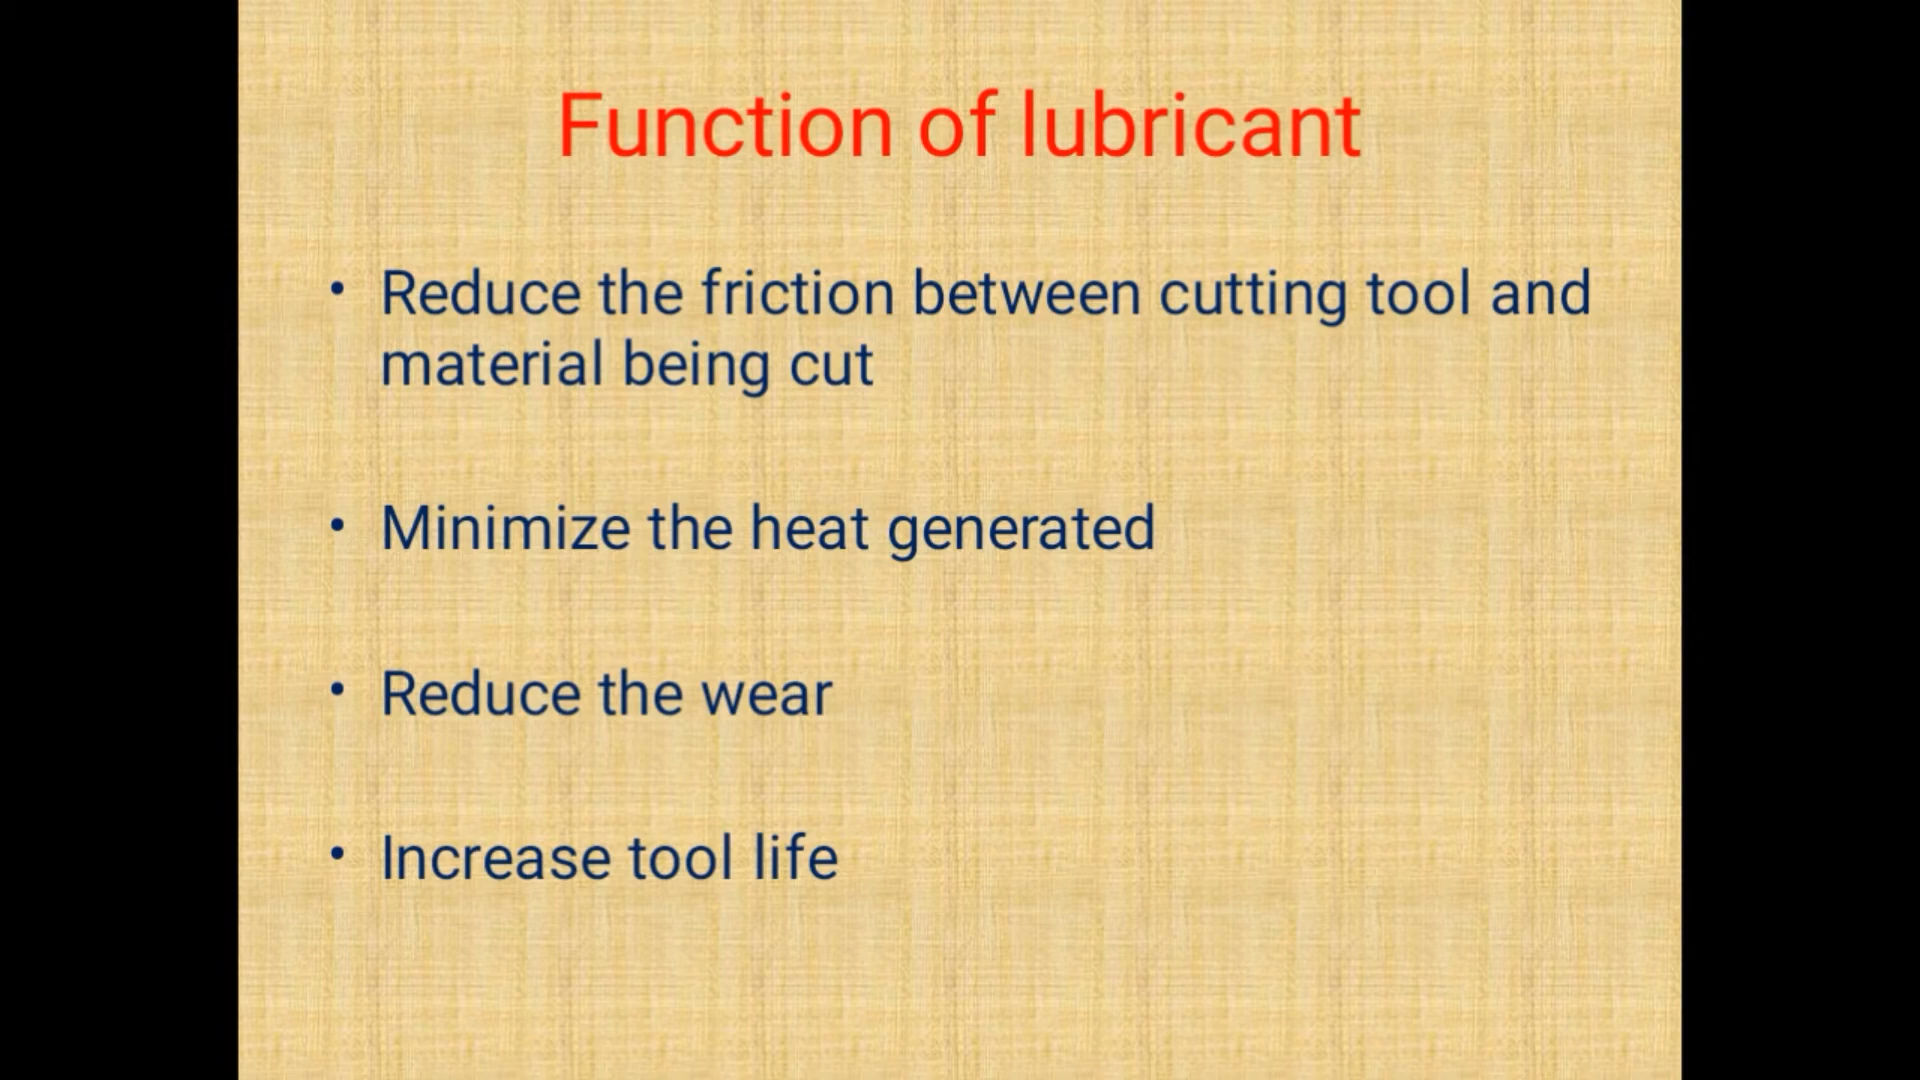 Function of lubricant
• Reduce the friction between cutting tool and
material being cut
• Minimize the heat generated
• Reduce the wear
• Increase tool life